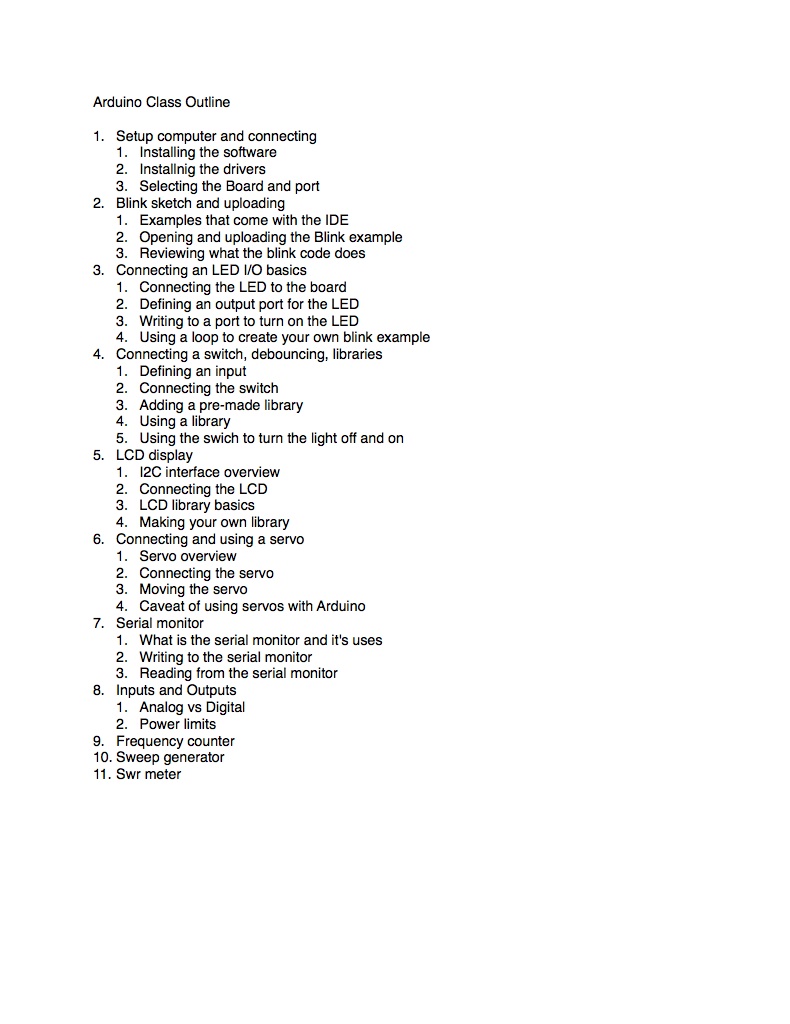 Arduino Class Outline
1. Setup computer and connecting
1. Installing the software
2. Installnig the drivers
3. Selecting the Board and port
2. Blink sketch and uploading
1. Examples that come with the IDE
2. Opening and uploading the Blink example
3. Reviewing what the blink code does
3. Connecting an LED I/O basics
1. Connecting the LED to the board
2. Defining an output port for the LED
3. Writing to a port to turn on the LED
4. Using a loop to create your own blink example
4. Connecting a switch, debouncing, libraries
1. Defining an input
2. Connecting the switch
3. Adding a pre-made library
4. Using a library
5. Using the swich to turn the light off and on
5. LCD display
1. I2C interface overview
2. Connecting the LCD
3. LCD library basics
4. Making your own library
6. Connecting and using a servo
1. Servo overview
2. Connecting the servo
3. Moving the servo
4. Caveat of using servos with Arduino
7. Serial monitor
1. What is the serial monitor and it's uses
2. Writing to the serial monitor
3. Reading from the serial monitor
8. Inputs and Outputs
1. Analog vs Digital
2. Power limits
9. Frequency counter
10. Sweep generator
11. Swr meter